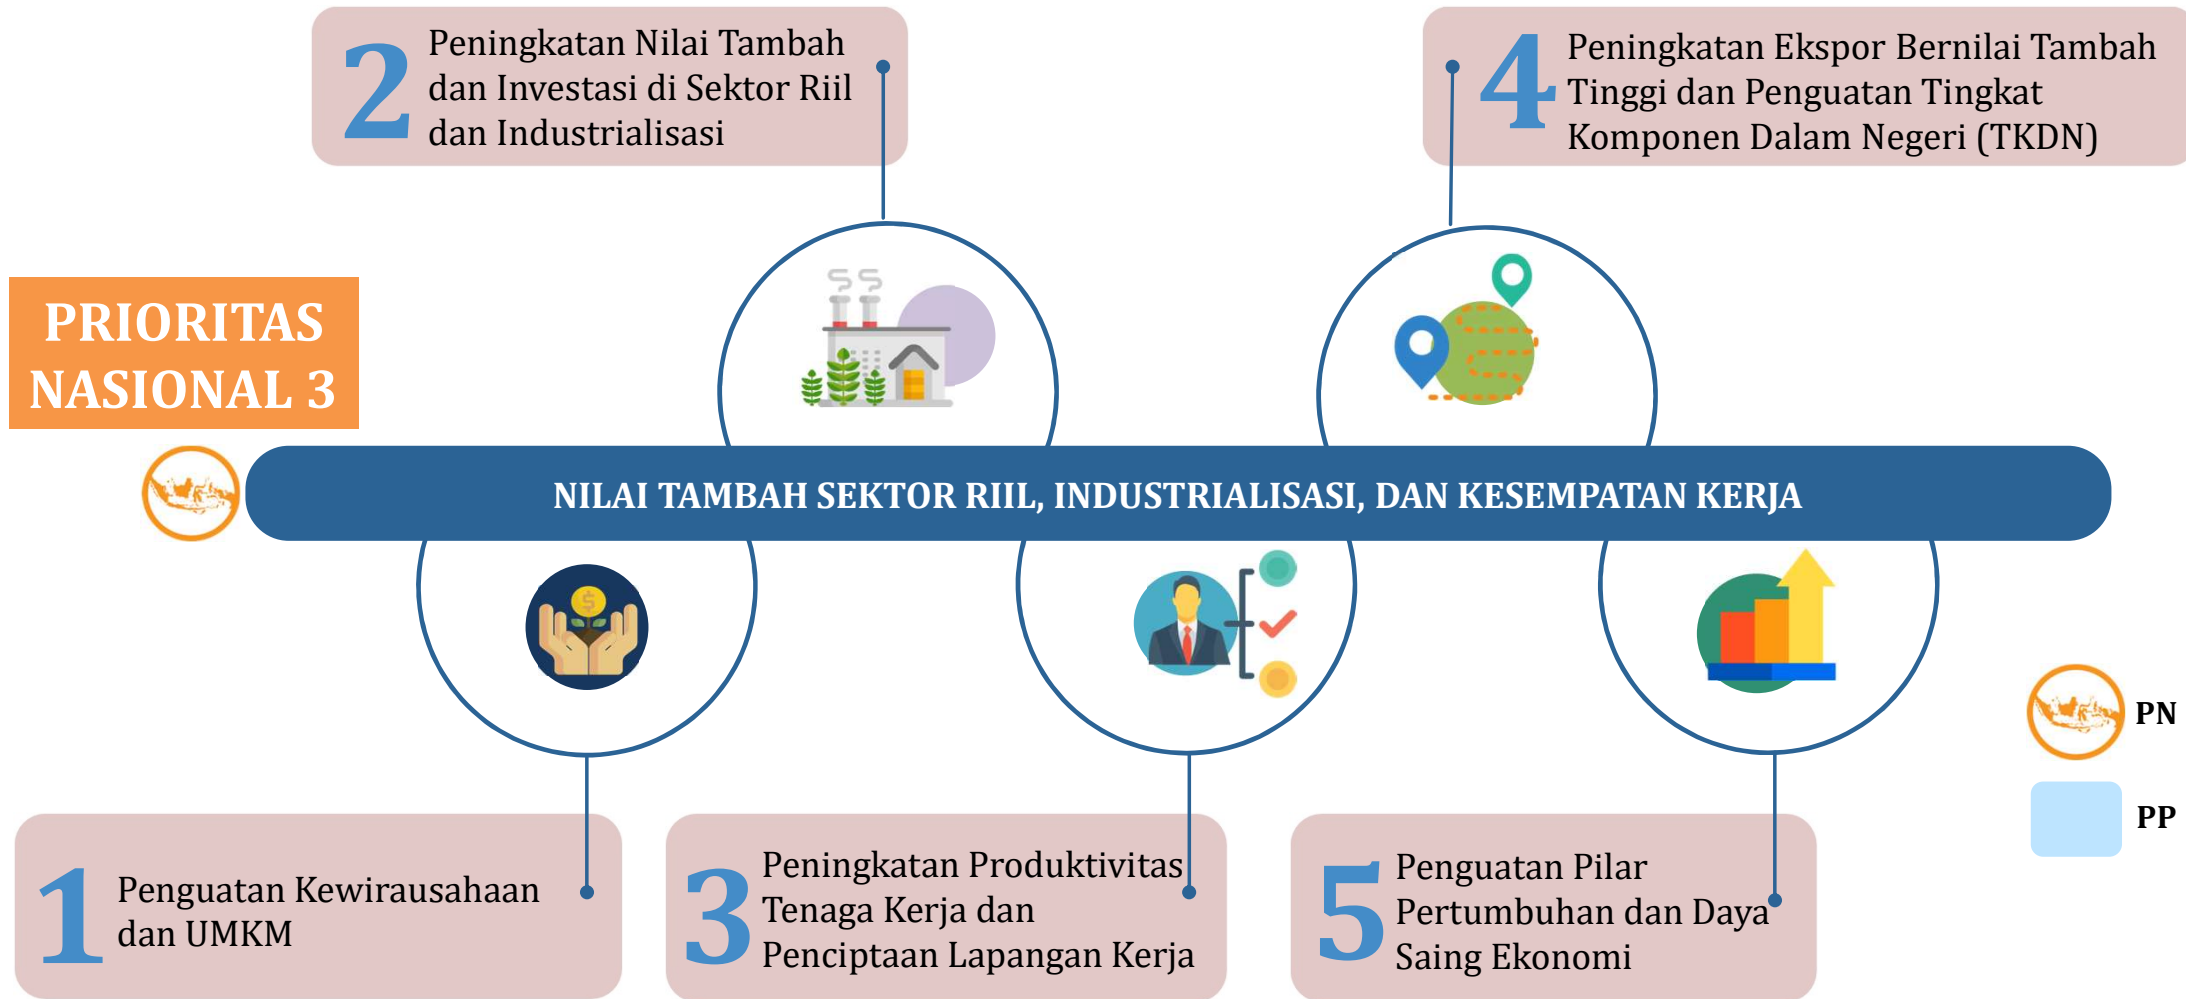 PRIORITAS
NASIONAL 3
NILAI TAMBAH SEKTOR RIIL, INDUSTRIALISASI, DAN KESEMPATAN KERJA
1
Penguatan Kewirausahaan
dan UMKM
2
Peningkatan Nilai Tambah
dan Investasi di Sektor Riil
dan Industrialisasi
3
Peningkatan Produktivitas
Tenaga Kerja dan
Penciptaan Lapangan Kerja
4
Peningkatan Ekspor Bernilai Tambah
Tinggi dan Penguatan Tingkat
Komponen Dalam Negeri (TKDN)
5
Penguatan Pilar
Pertumbuhan dan Daya
Saing Ekonomi
$
PN
PP